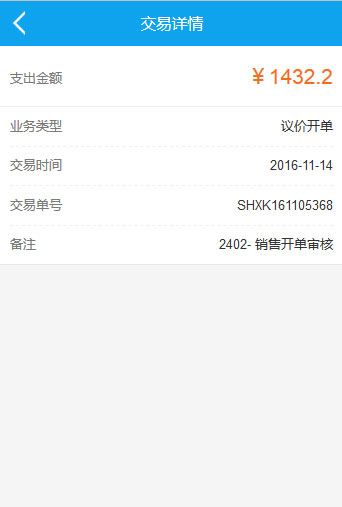 交易详情
支出金额 ¥1432.2
业务类型 议价开单
交易时间 2016-11-14
交易单号 SHXK161105368
备注 2402- 销售开单审核